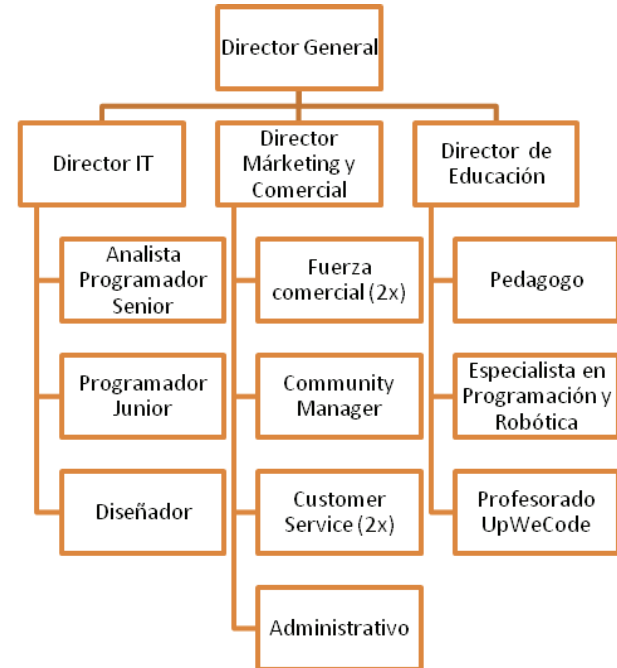 Director General
Director IT
Director
Márketing y
Comercial
Director de
Educación
Analista
Programador
Senior
Fuerza
comercial (2x)
Pedagogo
Programador
Junior
Community
Manager
Especialista en
Programación y
Robótica
Diseñador
Customer
Service (2x)
Profesorado
UpWeCode
Administrativo